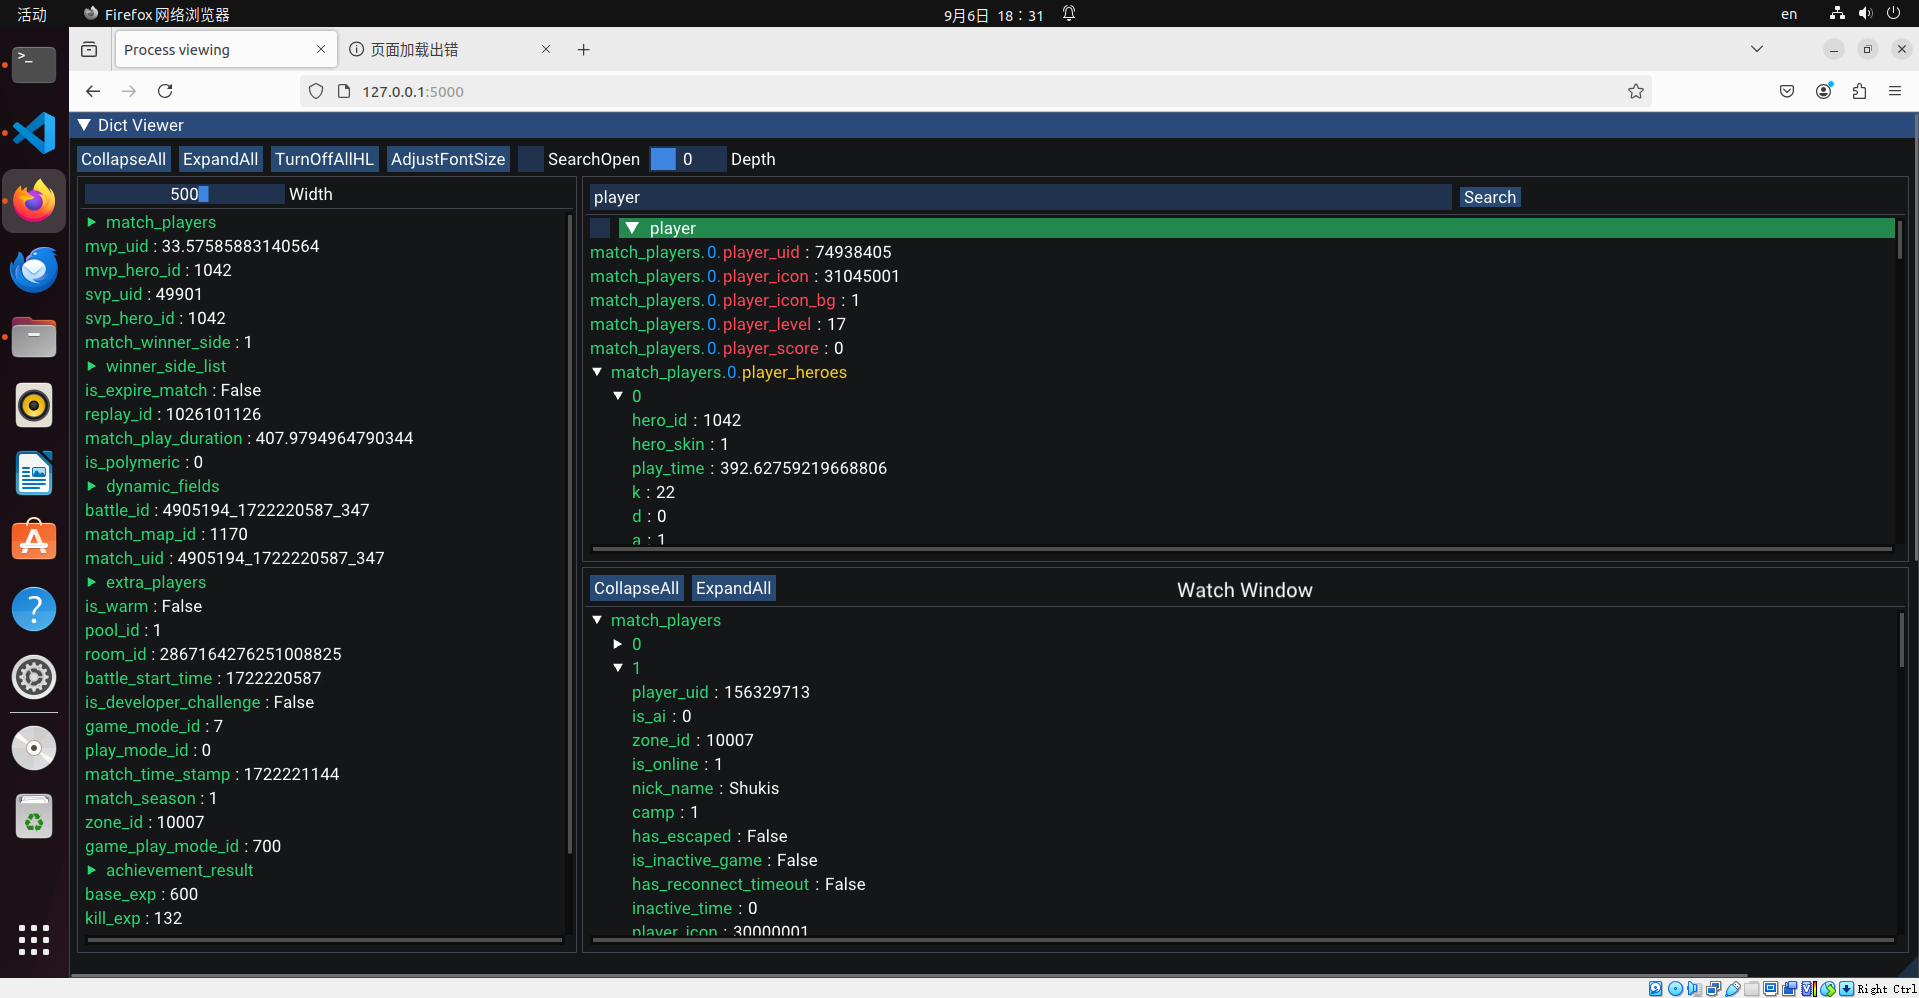 活动
Firefox 网络浏览器
9月6日 18：31
en
Process viewing
页面加载出错
127.0.0.1:5000
Dict Viewer
CollapseAll
ExpandAll
TurnOffAllHL
AdjustFontSize
SearchOpen
0
Depth
500
Width
match_players
mvp_uid : 33.57585883140564
mvp_hero_id : 1042
svp_uid : 49901
svp_hero_id : 1042
match_winner_side : 1
winner_side_list
is_expire_match : False
replay_id : 1026101126
match_play_duration : 407.9794964790344
is_polymeric : 0
dynamic_fields
battle_id : 4905194_1722220587_347
match_map_id : 1170
match_uid : 4905194_1722220587_347
extra_players
is_warm : False
pool_id : 1
room_id : 2867164276251008825
battle_start_time : 1722220587
is_developer_challenge : False
game_mode_id : 7
play_mode_id : 0
match_time_stamp : 1722221144
match_season : 1
zone_id : 10007
game_play_mode_id : 700
achievement_result
base_exp : 600
kill_exp : 132
player
Search
player
match_players.0.player_uid : 74938405
match_players.0.player_icon : 31045001
match_players.0.player_icon_bg : 1
match_players.0.player_level : 17
match_players.0.player_score : 0
match_players.0.player_heroes
0
hero_id : 1042
hero_skin : 1
play_time : 392.62759219668806
k : 22
d : 0
a : 1
CollapseAll
ExpandAll
Watch Window
match_players
0
1
player_uid : 156329713
is_ai : 0
zone_id : 10007
is_online : 1
nick_name : Shukis
camp : 1
has_escaped : False
is_inactive_game : False
has_reconnect_timeout : False
inactive_time : 0
player_icon : 30000001
Right Ctrl